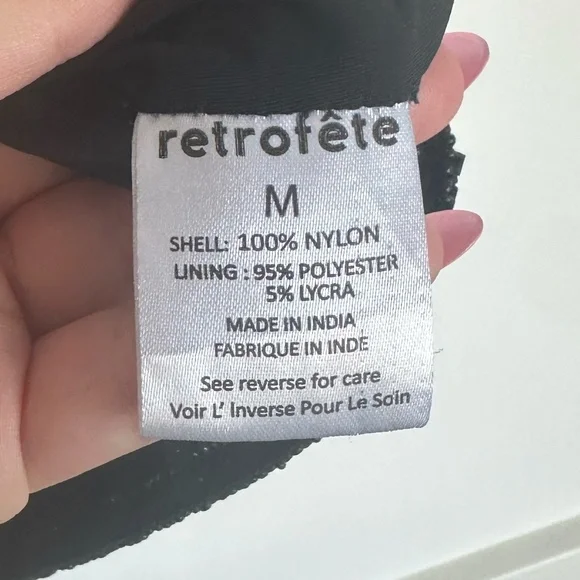 retrofête
M
SHELL: 100% NYLON
LINING : 95% POLYESTER
5% LYCRA
MADE IN INDIA
FABRIQUE IN INDE
See reverse for care
Voir L' Inverse Pour Le Soin